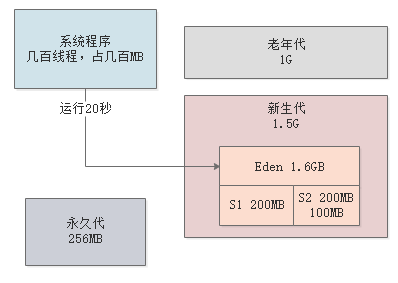 系统程序
几百线程，占几百MB
老年代
1G
运行20秒
新生代
1.5G
Eden 1.6GB
S1 200MB
S2 200MB
100MB
永久代
256MB